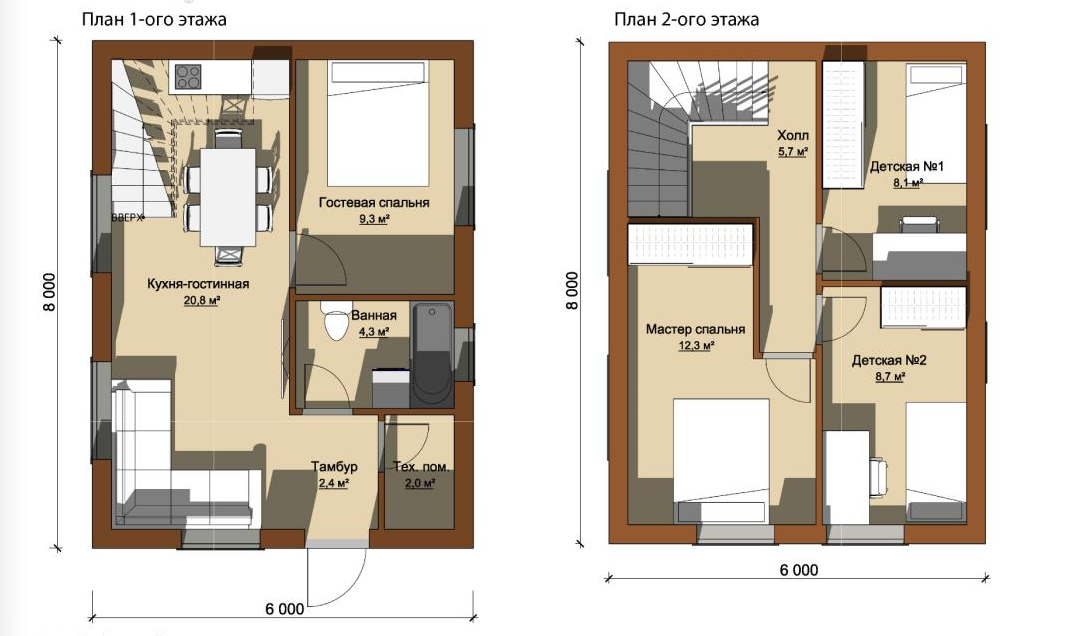 План 1-ого этажа
План 2-ого этажа
8 000
ВВЕРХ
Гостевая спальня
9,3 м²
Кухня-гостинная
20,8 м²
Ванная
4,3 м²
Тамбур
2,4 м²
Тех. пом.
2,0 м²
6 000
8 000
Холл
5,7 м²
Детская №1
8,1 м²
Мастер спальня
12,3 м²
Детская №2
8,7 м²
6 000